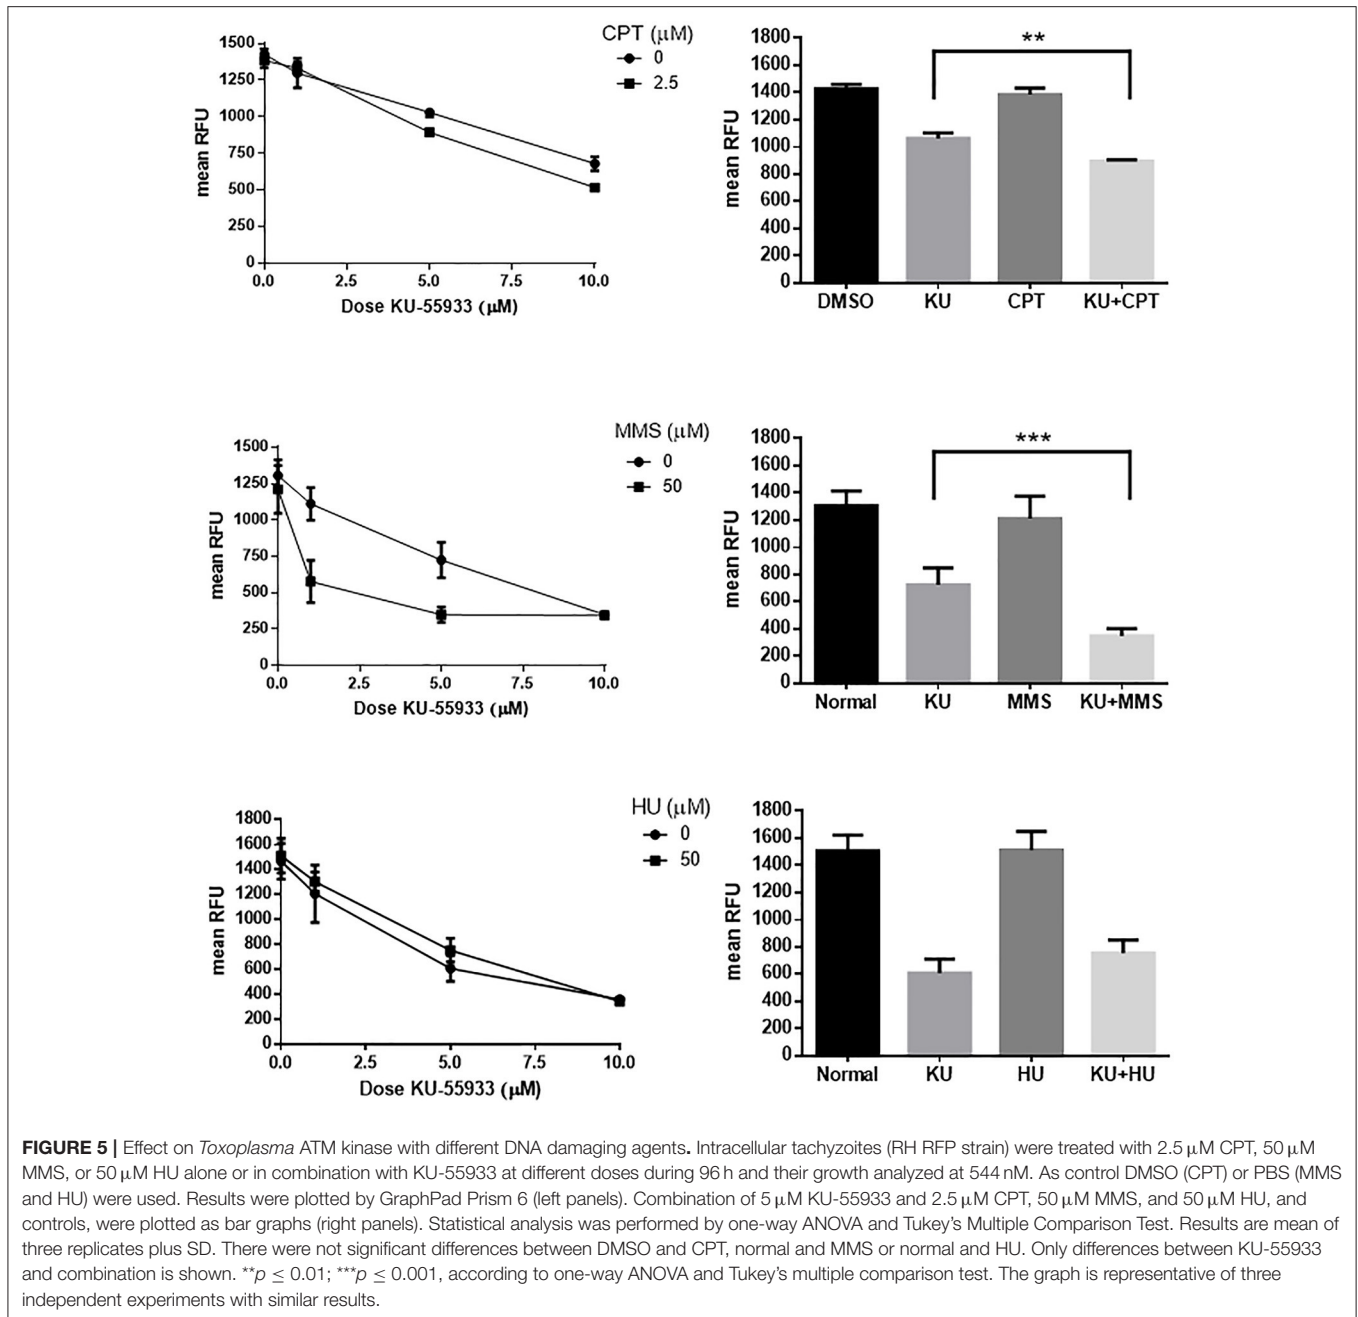 CPT (µM)
0
2.5
1500
1250
1000
750
500
250
0
mean RFU
0.0 2.5 5.0 7.5 10.0
Dose KU-55933 (µM)
**
1800
1600
1400
1200
1000
800
600
400
200
0
mean RFU
DMSO KU CPT KU+CPT
MMS (µM)
0
50
1500
1250
1000
750
500
250
0
mean RFU
0.0 2.5 5.0 7.5 10.0
Dose KU-55933 (µM)
***
1800
1600
1400
1200
1000
800
600
400
200
0
mean RFU
Normal KU MMS KU+MMS
HU (µM)
0
50
1800
1600
1400
1200
1000
800
600
400
200
0
mean RFU
0.0 2.5 5.0 7.5 10.0
Dose KU-55933 (µM)
1800
1600
1400
1200
1000
800
600
400
200
0
mean RFU
Normal KU HU KU+HU
FIGURE 5 | Effect on Toxoplasma ATM kinase with different DNA damaging agents. Intracellular tachyzoites (RH RFP strain) were treated with 2.5 µM CPT, 50 µM
MMS, or 50 µM HU alone or in combination with KU-55933 at different doses during 96 h and their growth analyzed at 544 nM. As control DMSO (CPT) or PBS (MMS
and HU) were used. Results were plotted by GraphPad Prism 6 (left panels). Combination of 5 µM KU-55933 and 2.5 µM CPT, 50 µM MMS, and 50 µM HU, and
controls, were plotted as bar graphs (right panels). Statistical analysis was performed by one-way ANOVA and Tukey's Multiple Comparison Test. Results are mean of
three replicates plus SD. There were not significant differences between DMSO and CPT, normal and MMS or normal and HU. Only differences between KU-55933
and combination is shown. **p ≤ 0.01; ***p ≤ 0.001, according to one-way ANOVA and Tukey's multiple comparison test. The graph is representative of three
independent experiments with similar results.